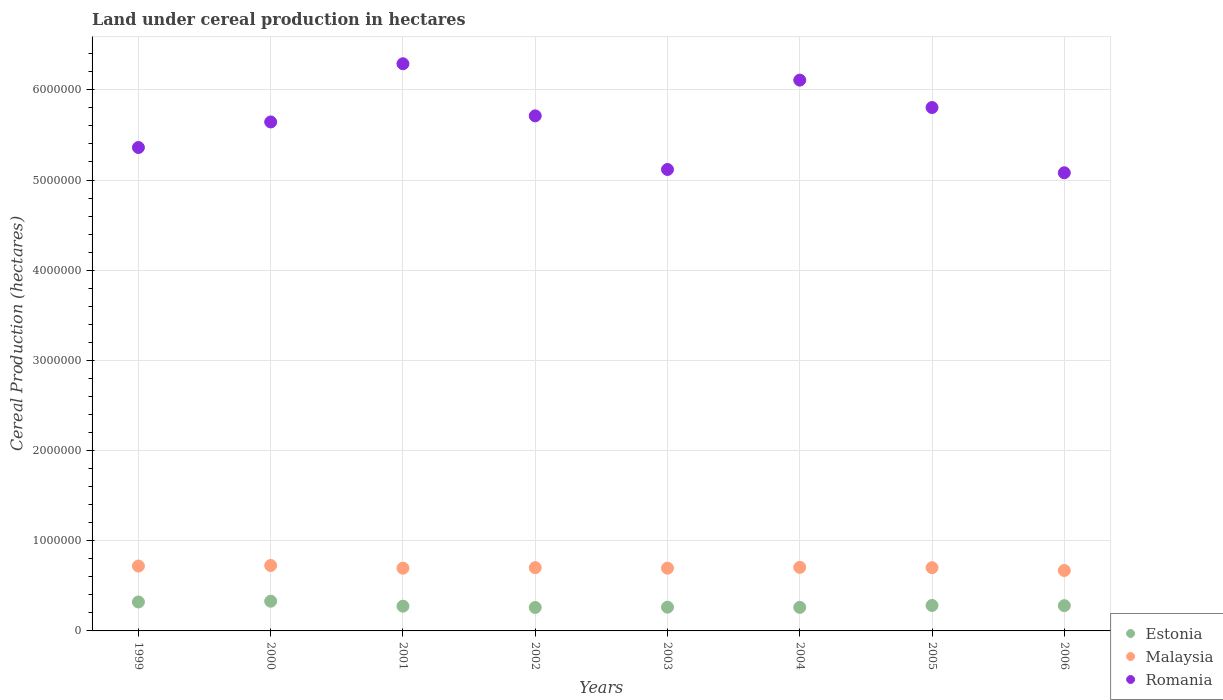 Land under cereal production in hectares
Cereal Production (hectares)
6000000
5000000
4000000
3000000
2000000
1000000
0
1999
2000
2001
2002
2003
2004
2005
2006
Years
Estonia
Malaysia
Romania